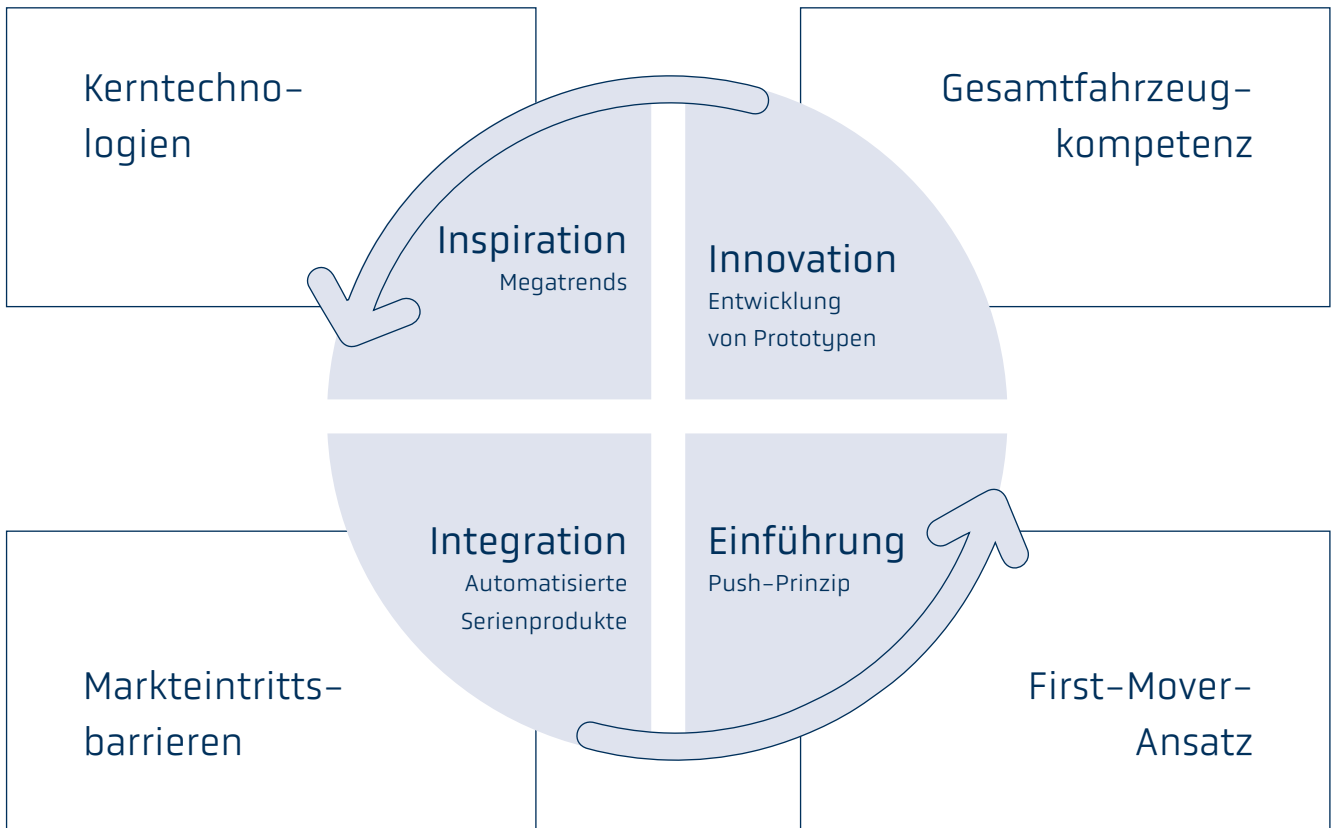 Kerntechno-
logien
Gesamtfahrzeug-
kompetenz
Inspiration
Megatrends
Innovation
Entwicklung
von Prototypen
Integration
Automatisierte
Serienprodukte
Einführung
Push-Prinzip
Markteintritts-
barrieren
First-Mover-
Ansatz